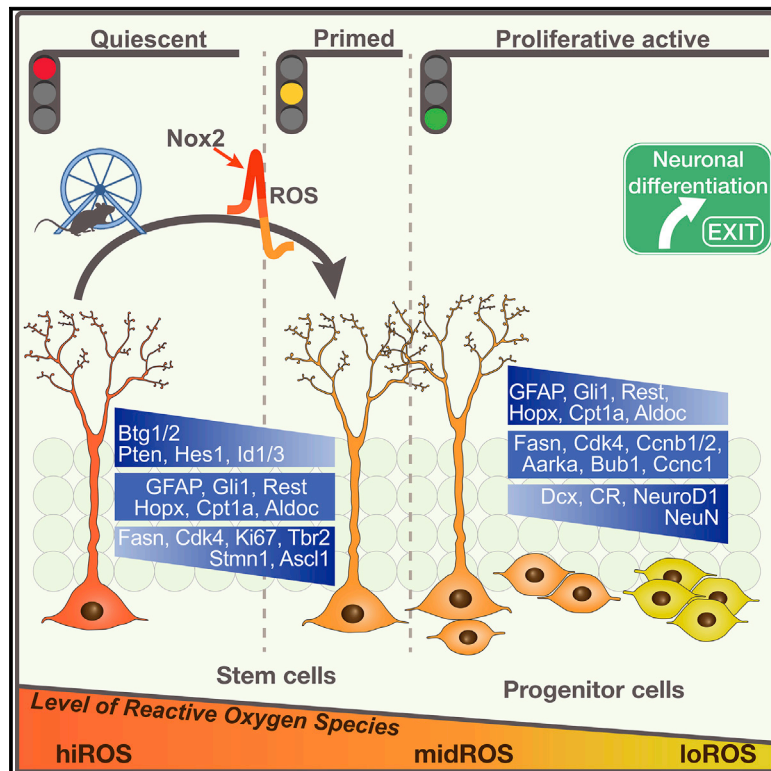 Quiescent
Primed
Proliferative active
Nox2
ROS
Neuronal
differentiation
EXIT
Btg1/2
Pten, Hes1, Id1/3
GFAP, Gli1, Rest
Hopx, Cpt1a, Aldoc
Fasn, Cdk4, Ki67, Tbr2
Stmn1, Ascl1
GFAP, Gli1, Rest,
Hopx, Cpt1a, Aldoc
Fasn, Cdk4, Ccnb1/2,
Aarka, Bub1, Ccnc1
Dcx, CR, NeuroD1
NeuN
Stem cells
Progenitor cells
Level of Reactive Oxygen Species
hiROS
midROS
loROS